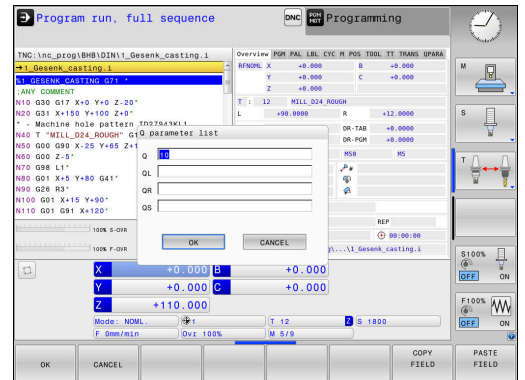 Program run, full sequence
DNC
PGM MGT
Programming
TNC:\nc_prog\BHB\DIN\1_Gesenk_casting.i
→1_Gesenk_casting.i
%1_GESENK_CASTING G71 *
;ANY COMMENT
N10 G30 G17 X+0 Y+0 Z-20*
N20 G31 X+150 Y+100 Z+0*
* - Machine hole pattern ID27943KL1
N40 T "MILL_D24_ROUGH" G1
N50 G00 G90 X-25 Y+65 Z+1
N60 G00 Z-5*
N70 G98 L1*
N80 G01 X+5 Y+80 G41*
N90 G26 R3*
N100 G01 X+15 Y+90*
N110 G01 G91 X+120*
100% S-OVR
100% F-OVR
Overview PGM PAL LBL CYC M POS TOOL TT TRANS QPARA
RFNOML X +0.000 B +0.000
Y +0.000 C +0.000
Z +0.000
T : 12 MILL_D24_ROUGH
L +90.0000 R +12.0000
DR-TAB +0.0000
DR-PGM +0.0000
M50 M5
REP
00:00:00
\...\1_Gesenk_casting.i
Q parameter list
Q 10
QL
QR
QS
OK CANCEL
X +0.000 B +0.000
Y +0.000 C +0.000
Z +110.000
Mode: NOML. 1 T 12 Z S 1800
F 0mm/min Ovr 100% M 5/9
M
S
T
S100%
OFF ON
F100%
OFF ON
OK CANCEL COPY FIELD PASTE FIELD